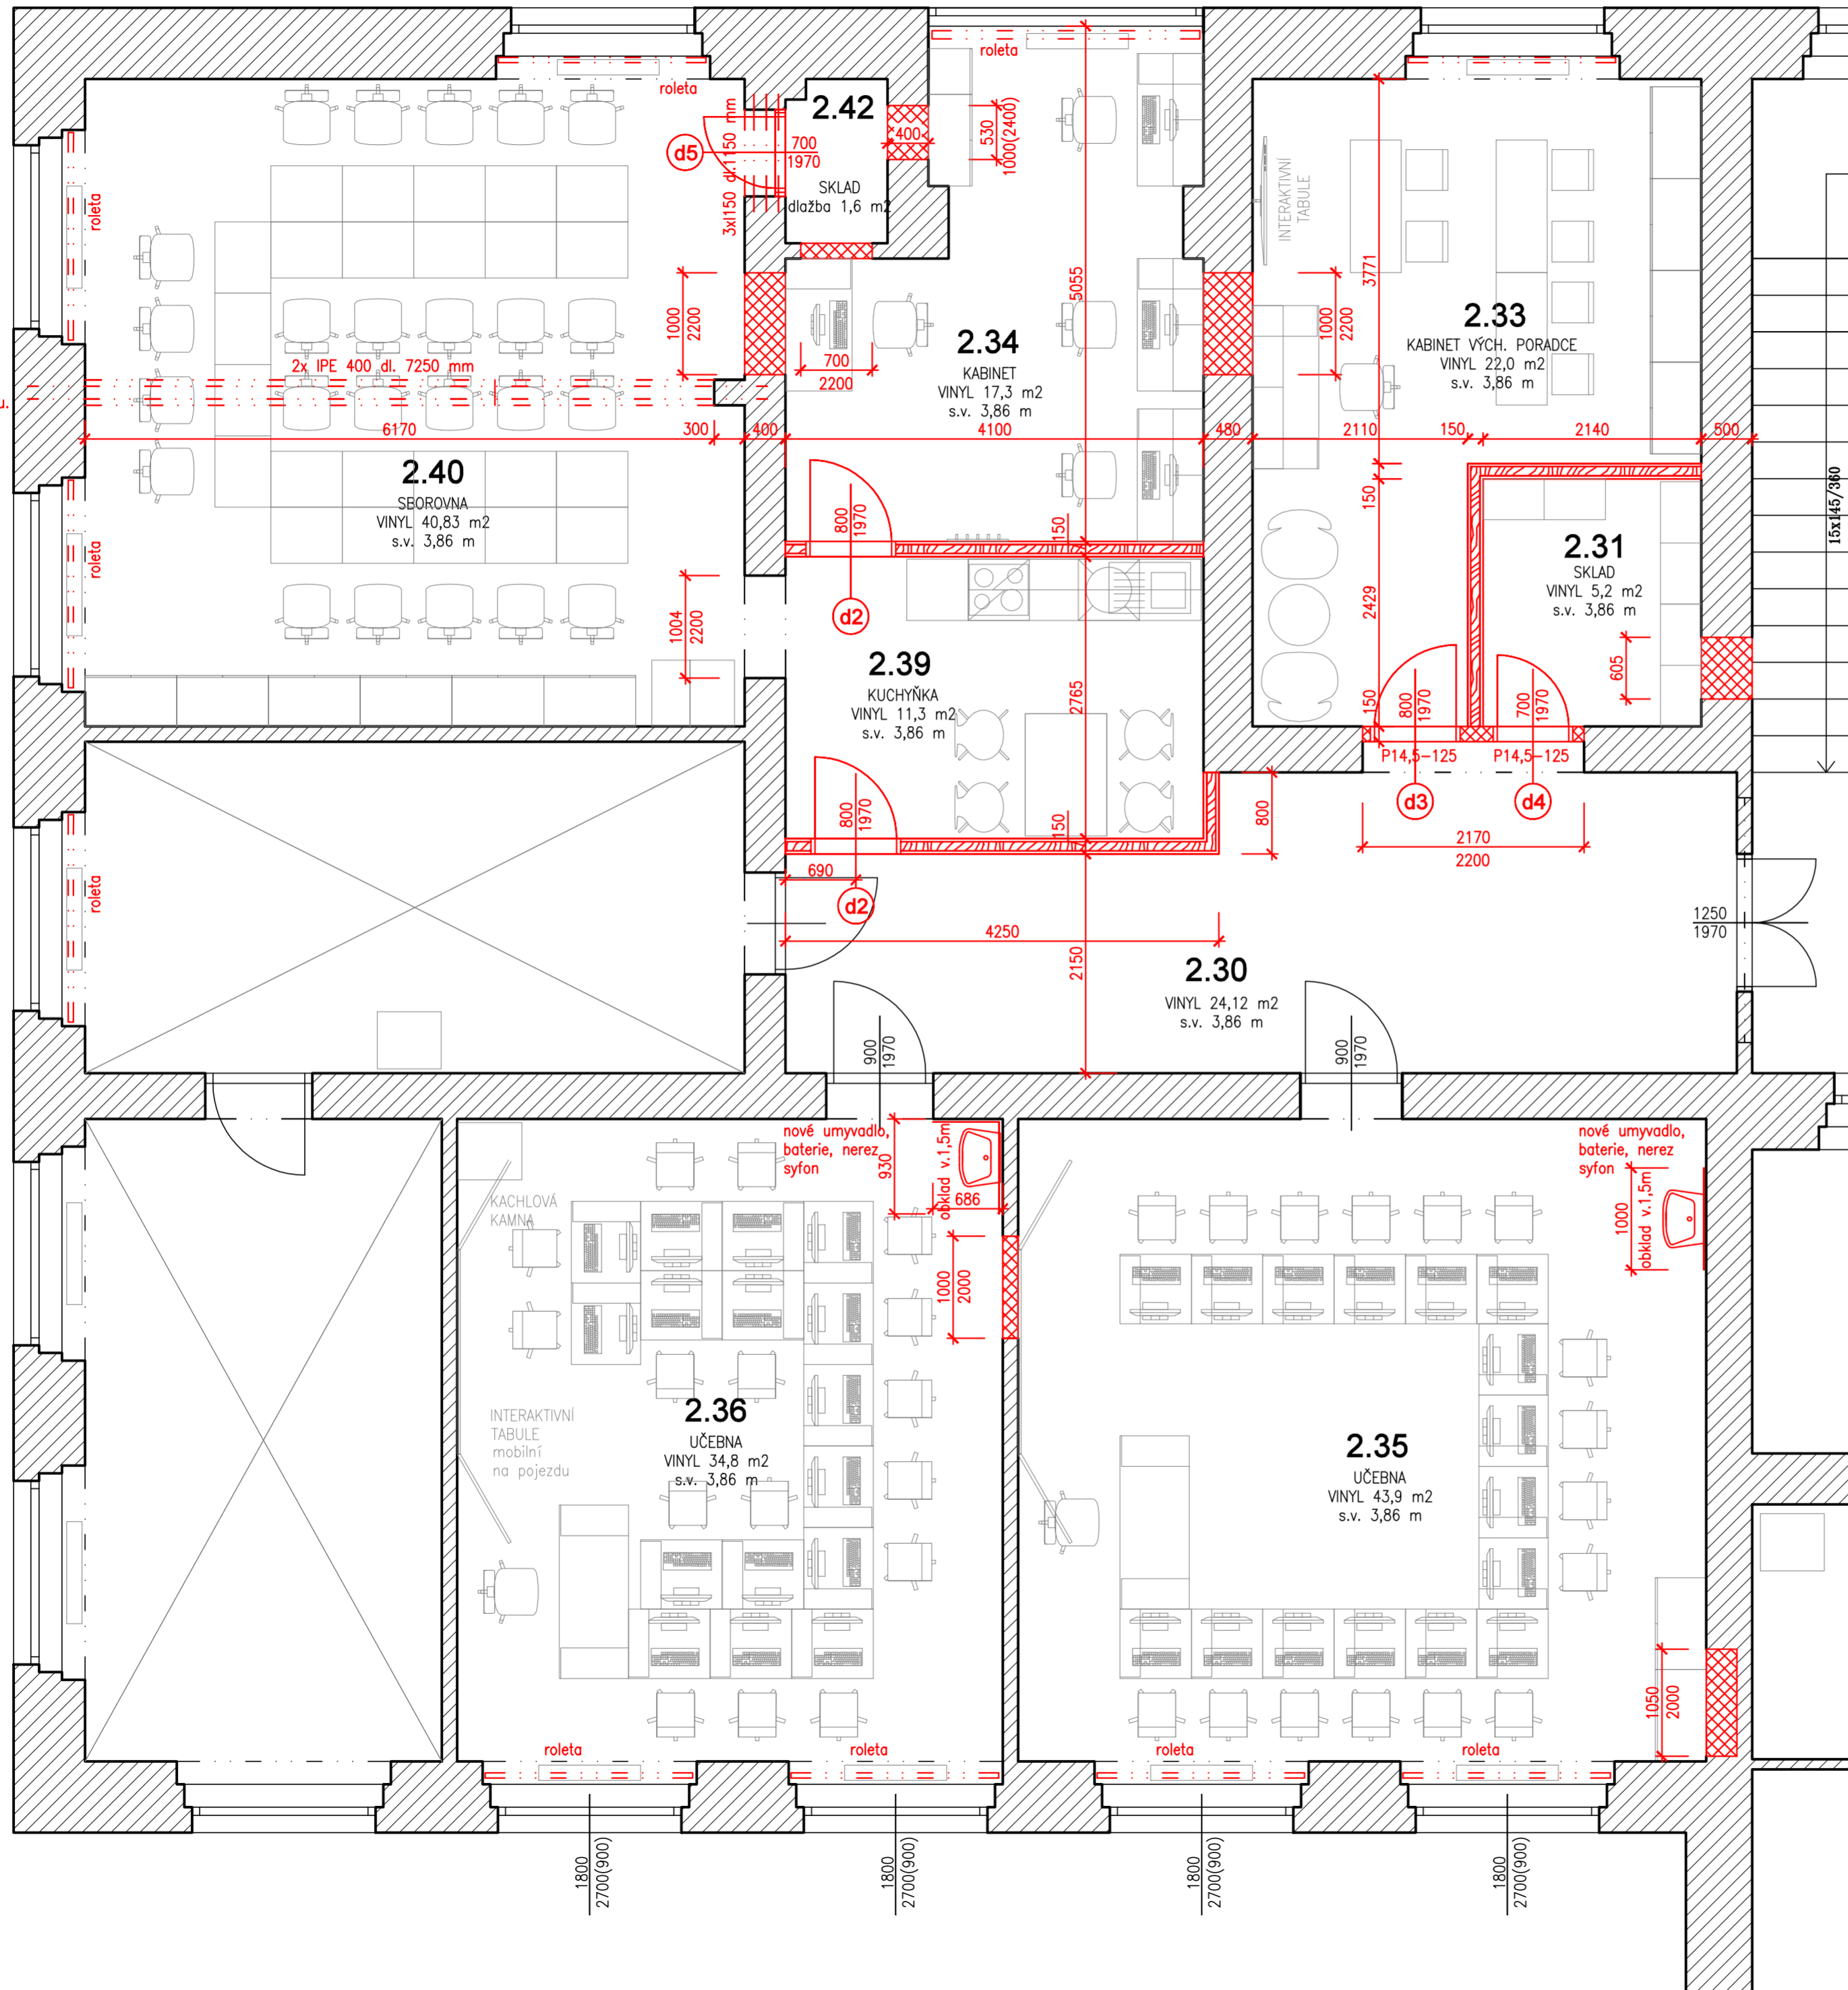 roleta
roleta
2.42
700
1970
d5
3xI150 dl.1150 mm
SKLAD
dlažba 1,6 m2
400
530
1000(2400)
roleta
INTERAKTIVNÍ
TABULE
3771
5055
1000
2200
1000
2200
2.33
KABINET VÝCH. PORADCE
VINYL 22,0 m2
s.v. 3,86 m
2.34
KABINET
VINYL 17,3 m2
s.v. 3,86 m
700
2200
2x IPE 400 dl. 7250 mm
u.
6170
300
400
4100
480
2110
150
2140
500
2.40
SBOROVNA
VINYL 40,83 m2
s.v. 3,86 m
15x145/360
800
1970
150
150
roleta
2.31
SKLAD
VINYL 5,2 m2
s.v. 3,86 m
2429
d2
1004
2200
605
2.39
KUCHYŇKA
VINYL 11,3 m2
s.v. 3,86 m
2765
150
800
1970
700
1970
P14,5-125
P14,5-125
d3
d4
800
1970
150
800
2170
2200
roleta
690
d2
4250
1250
1970
2150
2.30
VINYL 24,12 m2
s.v. 3,86 m
900
1970
900
1970
nové umyvadlo,
baterie, nerez
syfon
930
obklad v.1,5m
686
nové umyvadlo,
baterie, nerez
syfon
1000
obklad v.1,5m
KACHLOVÁ
KAMNA
1000
2000
INTERAKTIVNÍ
TABULE
mobilní
na pojezdu
2.36
UČEBNA
VINYL 34,8 m2
s.v. 3,86 m
2.35
UČEBNA
VINYL 43,9 m2
s.v. 3,86 m
1050
2000
roleta
roleta
roleta
roleta
1800
2700(900)
1800
2700(900)
1800
2700(900)
1800
2700(900)